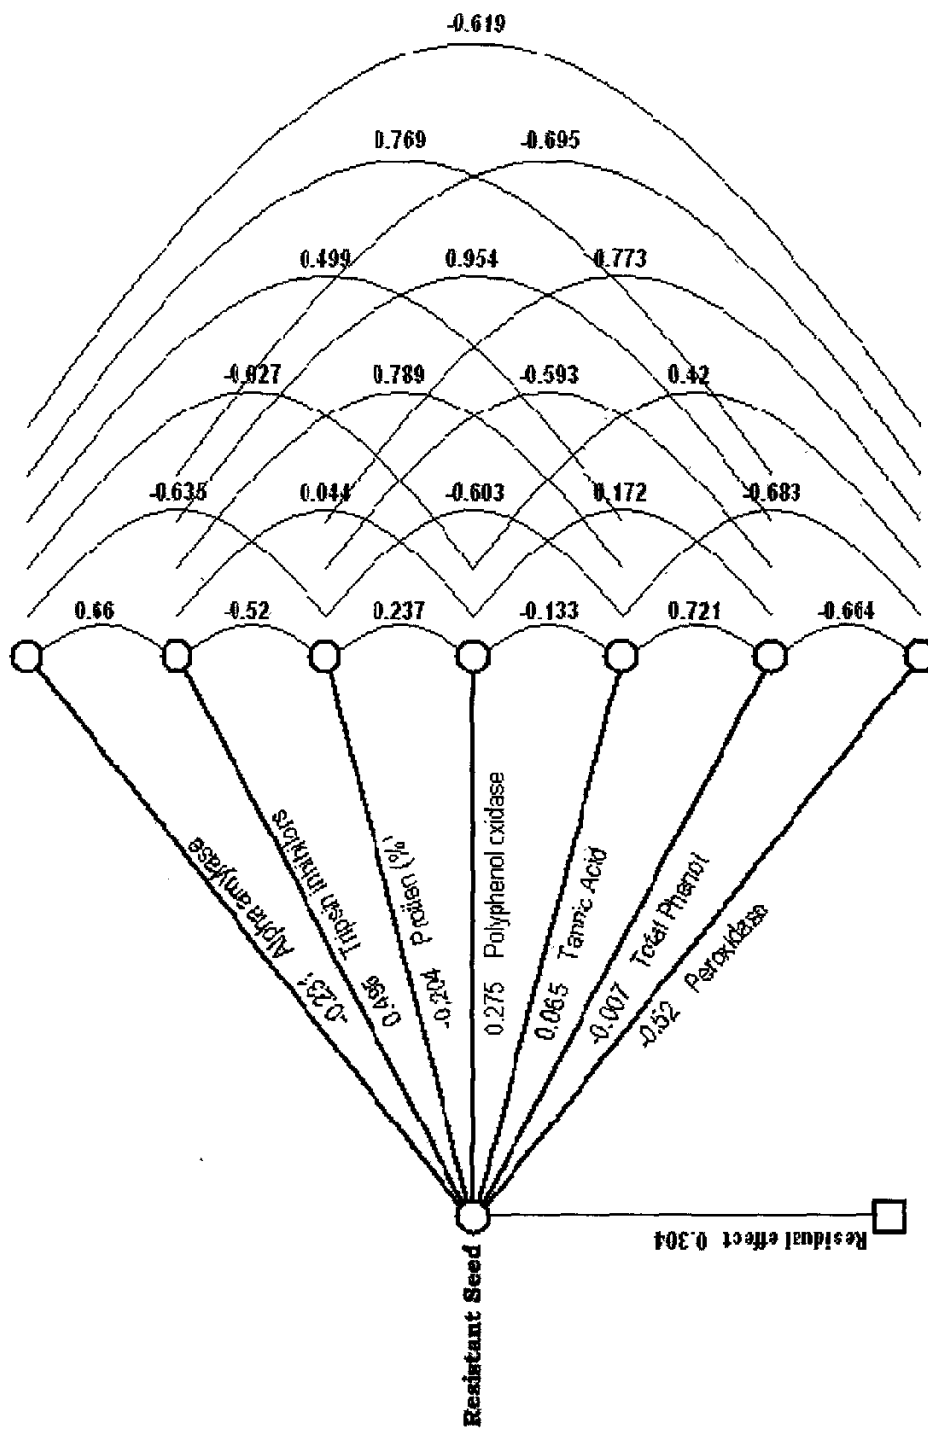 -0.619
0.769 -0.695
0.499 0.954 0.773
-0.027 0.789 -0.593 0.42
-0.635 0.044 -0.603 0.172 -0.683
0.66 -0.52 0.237 -0.133 0.721 -0.664
Alpha amylase
0.496 Tripsin inhibitors
-0.204 (%)
0.275 Polyphenol cxidase
0.065 Tannic Acid
-0.007 Total Phenol
-0.52 Peroxidase
Residual effect 0.304
Resistant Seed